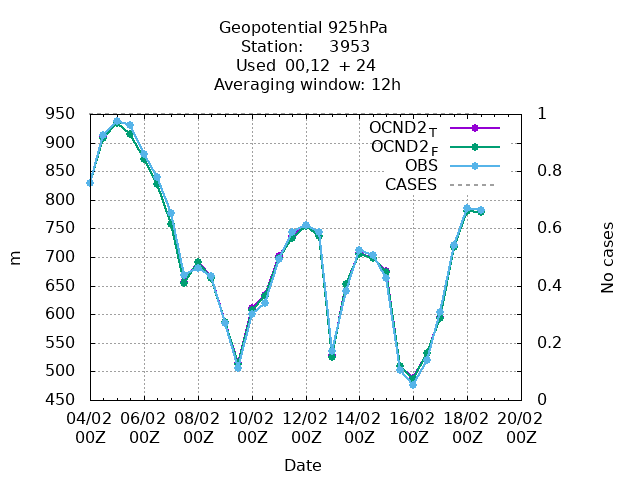 Geopotential 925hPa
Station: 3953
Used 00,12 + 24
Averaging window: 12h
950
900
850
800
750
700
650
600
550
500
450
m
1
0.8
0.6
0.4
0.2
0
No cases
OCND2T
OCND2F
OBS
CASES
04/02 06/02 08/02 10/02 12/02 14/02 16/02 18/02 20/02
00Z 00Z 00Z 00Z 00Z 00Z 00Z 00Z 00Z
Date